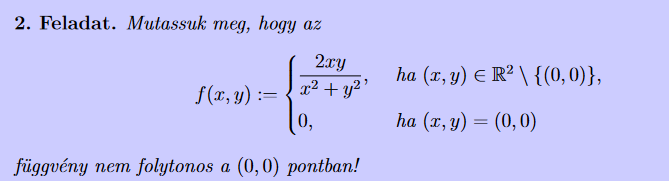 2. Feladat. Mutassuk meg, hogy az
f(x, y) := { 2xy / (x² + y²), ha (x, y) ∈ ℝ² \ {(0, 0)},
0, ha (x, y) = (0, 0)
függvény nem folytonos a (0, 0) pontban!